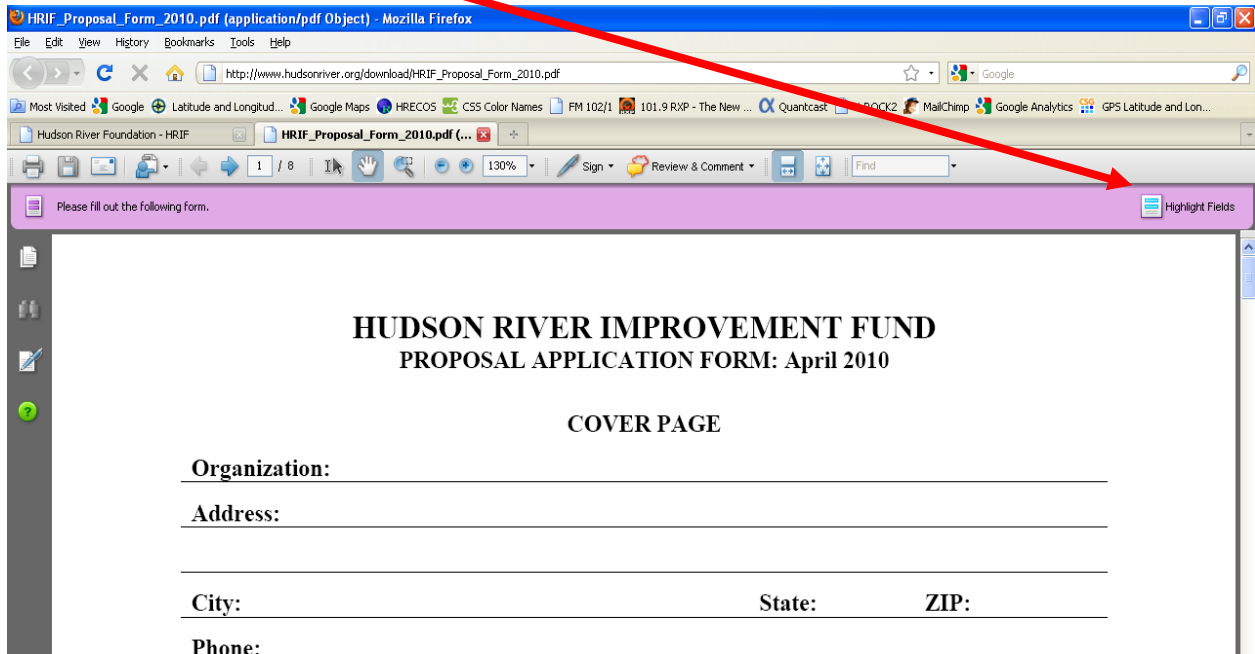 HRIF_Proposal_Form_2010.pdf (application/pdf Object) - Mozilla Firefox
File Edit View History Bookmarks Tools Help
http://www.hudsonriver.org/download/HRIF_Proposal_Form_2010.pdf Google
Most Visited Google Latitude and Longitud... Google Maps HRECOS CSS Color Names FM 102/1 101.9 RXP - The New ... Quantcast MailChimp Google Analytics GPS Latitude and Lon...
Hudson River Foundation - HRIF HRIF_Proposal_Form_2010.pdf (...
1 / 8 130% Sign Review & Comment Find
Please fill out the following form. Highlight Fields
HUDSON RIVER IMPROVEMENT FUND
PROPOSAL APPLICATION FORM: April 2010
COVER PAGE
Organization:
Address:
City: State: ZIP:
Phone: